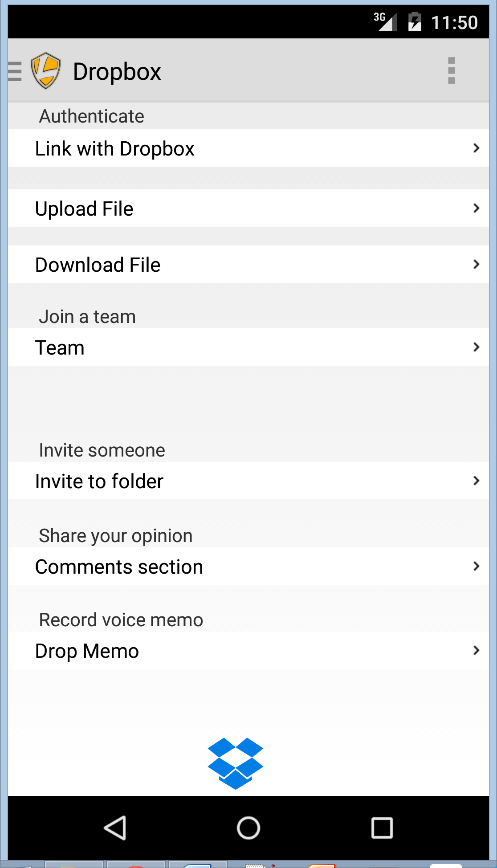 3G 11:50
Dropbox
Authenticate
Link with Dropbox
Upload File
Download File
Join a team
Team
Invite someone
Invite to folder
Share your opinion
Comments section
Record voice memo
Drop Memo